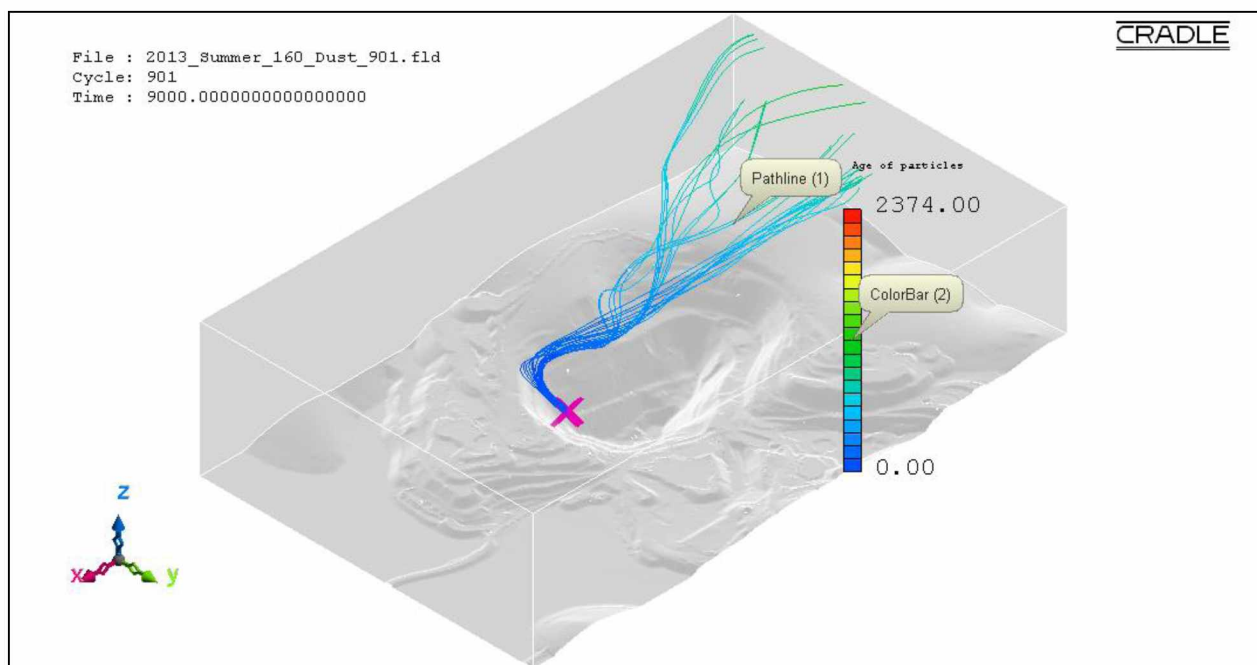 File : 2013_Summer_160_Dust_901.fld
Cycle: 901
Time : 9000.0000000000000000
CRADLE
Age of particles
Pathline (1)
2374.00
ColorBar (2)
0.00
z
x
y